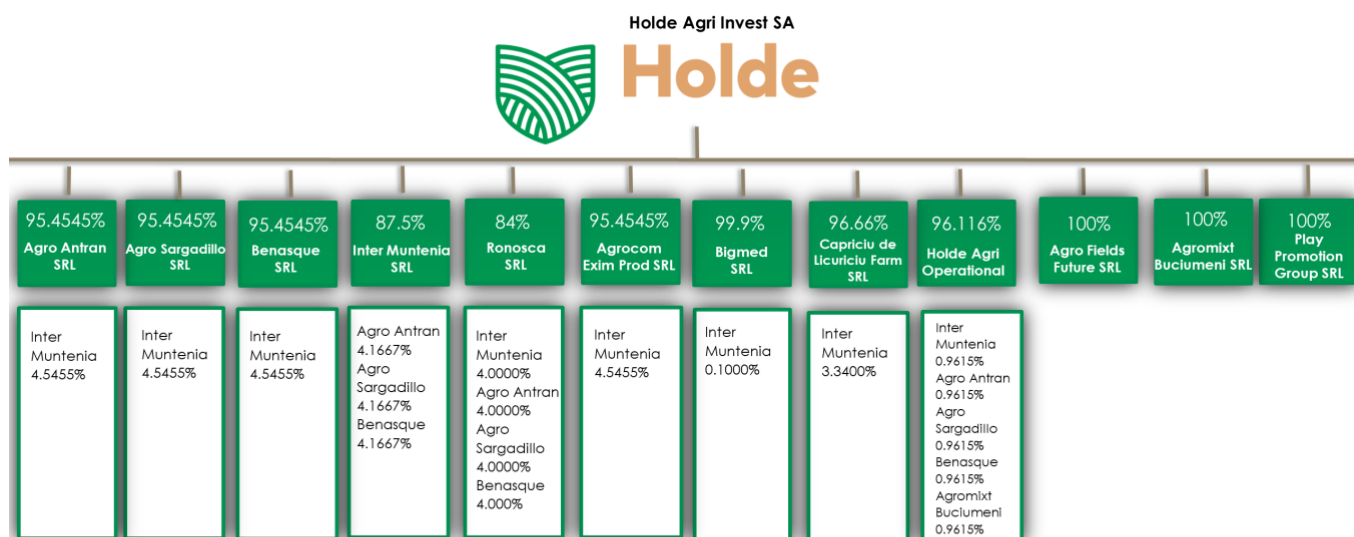 Holde Agri Invest SA
Holde
95.4545%
Agro Antran
SRL
95.4545%
Agro Sargadillo
SRL
95.4545%
Benasque
SRL
87.5%
Inter Muntenia
SRL
84%
Ronosca
SRL
95.4545%
Agrocom
Exim Prod SRL
99.9%
Bigmed
SRL
96.66%
Capriciu de
Licuriciu Farm
SRL
96.116%
Holde Agri
Operational
100%
Agro Fields
Future SRL
100%
Agromixt
Buciumeni SRL
100%
Play
Promotion
Group SRL
Inter
Muntenia
4.5455%
Inter
Muntenia
4.5455%
Inter
Muntenia
4.5455%
Agro Antran
4.1667%
Agro
Sargadillo
4.1667%
Benasque
4.1667%
Inter
Muntenia
4.0000%
Agro Antran
4.0000%
Agro
Sargadillo
4.0000%
Benasque
4.000%
Inter
Muntenia
4.5455%
Inter
Muntenia
0.1000%
Inter
Muntenia
3.3400%
Inter
Muntenia
0.9615%
Agro Antran
0.9615%
Agro
Sargadillo
0.9615%
Benasque
0.9615%
Agromixt
Buciumeni
0.9615%